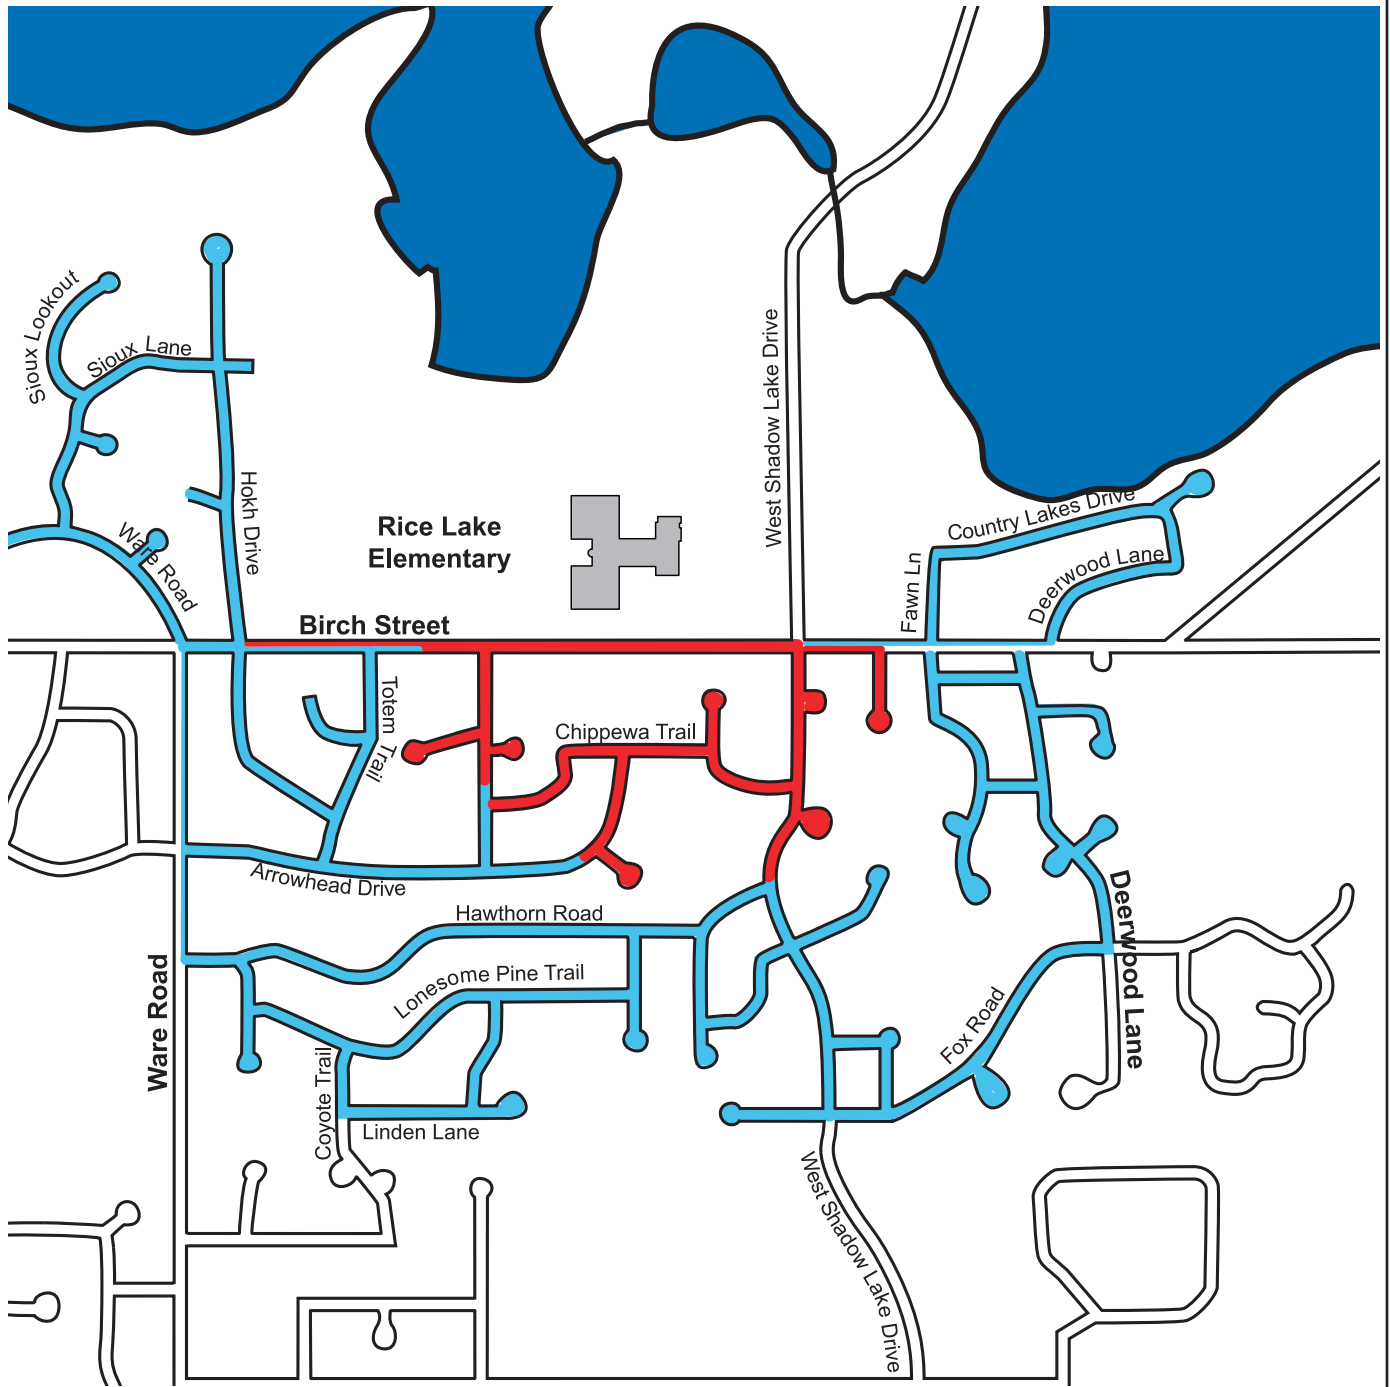 Sioux Lookout
Sioux Lane
Hokh Drive
Ware Road
Rice Lake
Elementary
West Shadow Lake Drive
Country Lakes Drive
Fawn Ln
Deerwood Lane
Birch Street
Totem Trail
Chippewa Trail
Arrowhead Drive
Hawthorn Road
Lonesome Pine Trail
Ware Road
Coyote Trail
Linden Lane
Fox Road
Deerwood Lane
West Shadow Lake Drive